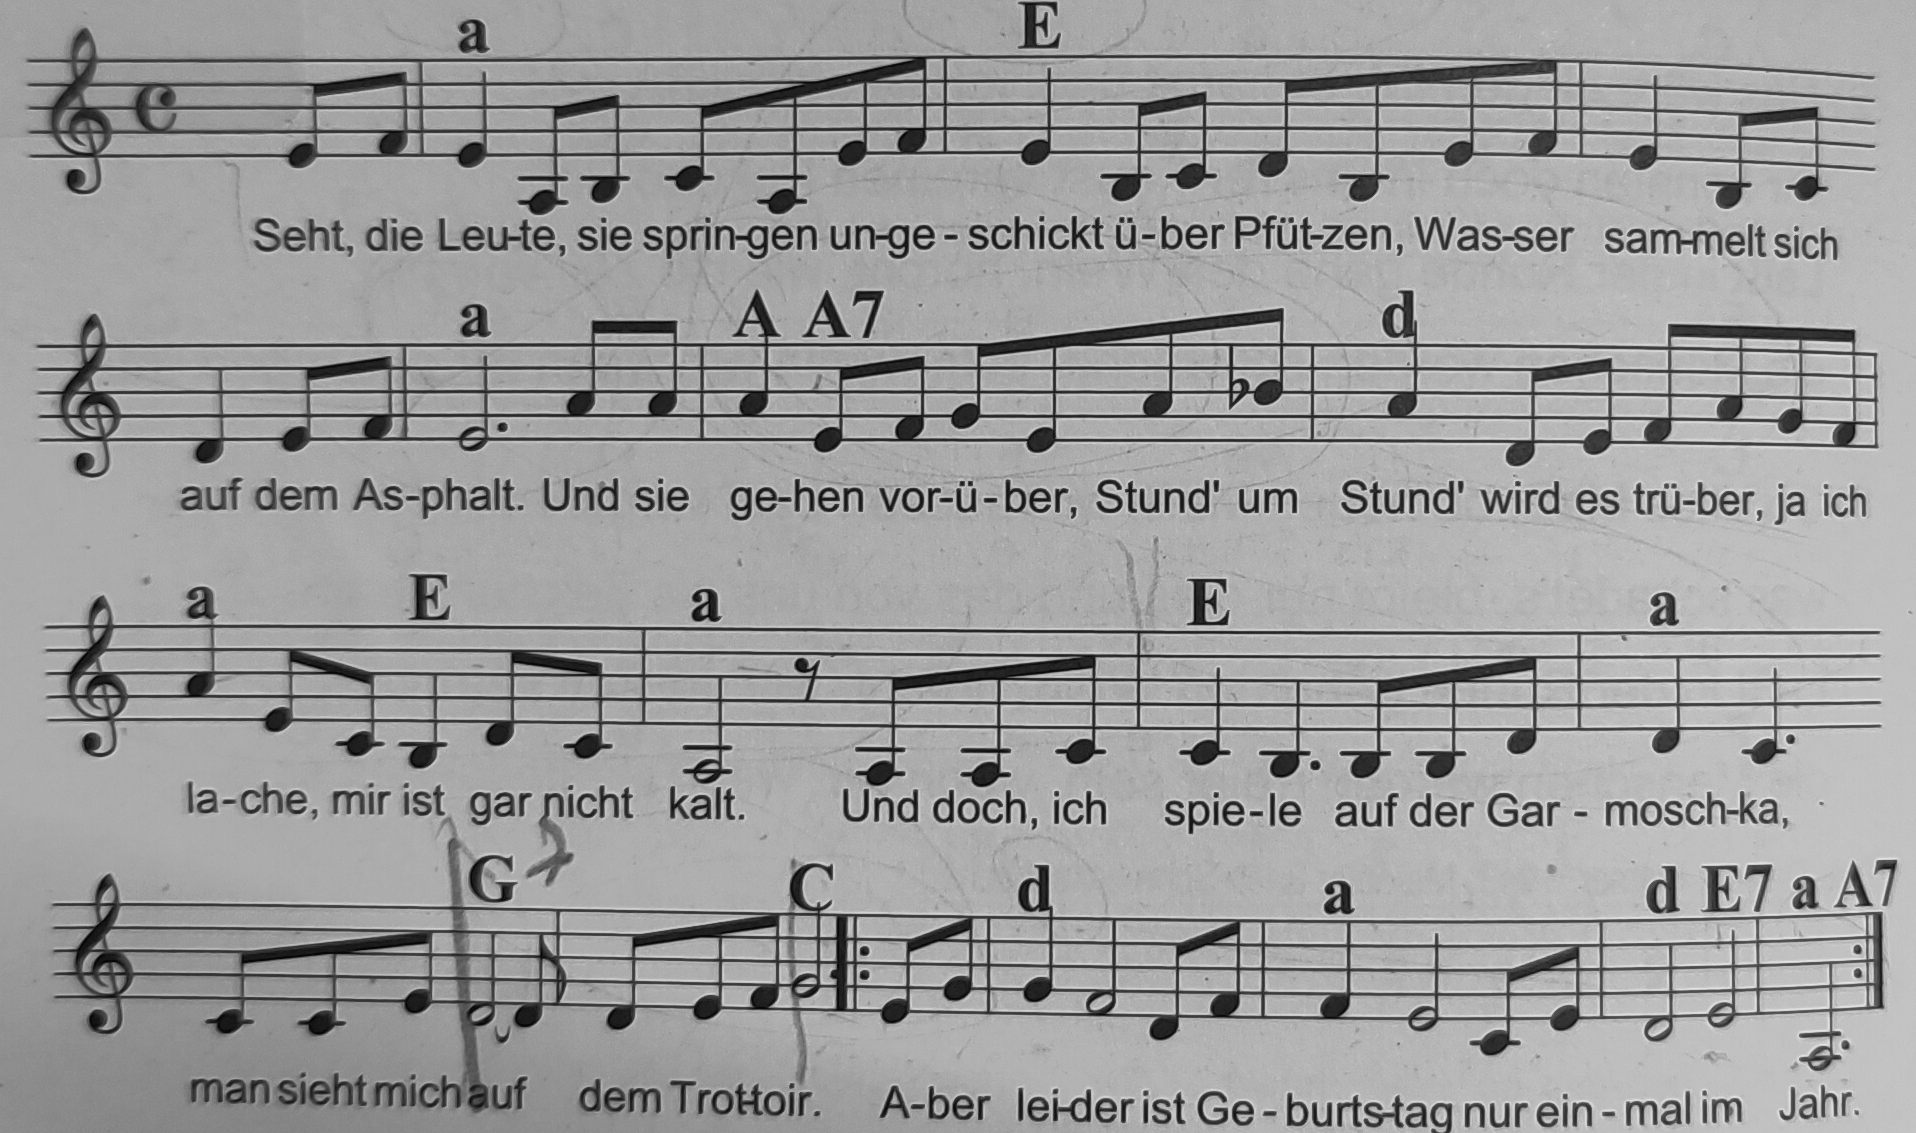 a E
Seht, die Leu-te, sie sprin-gen un-ge-schickt ü-ber Pfüt-zen, Was-ser sam-melt sich
a A A7 d
auf dem As-phalt. Und sie ge-hen vor-ü-ber, Stund' um Stund' wird es trü-ber, ja ich
a E a E a
la-che, mir ist gar nicht kalt. Und doch, ich spie-le auf der Gar-mosch-ka,
G7 C d a d E7 a A7
man sieht mich auf dem Trot-toir. A-ber lei-der ist Ge-burts-tag nur ein-mal im Jahr.